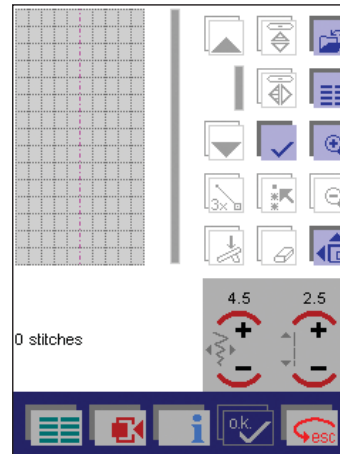 3x
4.5 2.5
+ +
0 stitches
- -
i o.k. esc